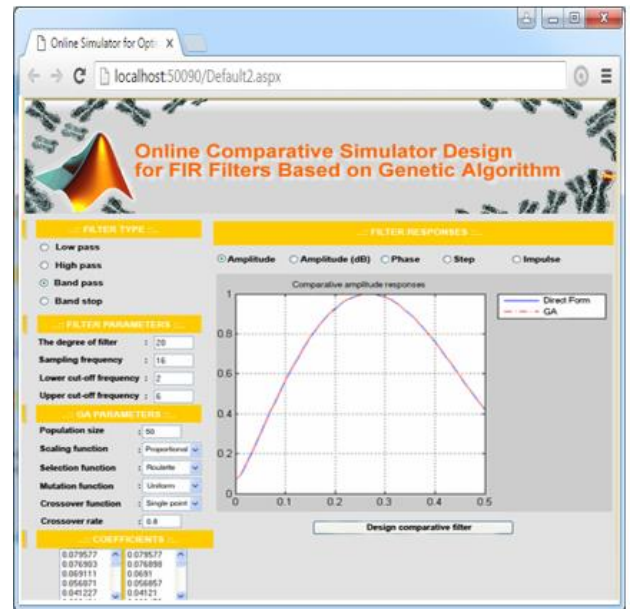 Online Simulator for Opti
localhost:50090/Default2.aspx
Online Comparative Simulator Design
for FIR Filters Based on Genetic Algorithm
..:: FILTER TYPE ::..
Low pass
High pass
Band pass
Band stop
..:: FILTER PARAMETERS ::..
The degree of filter : 20
Sampling frequency : 16
Lower cut-off frequency : 2
Upper cut-off frequency : 6
..:: GA PARAMETERS ::..
Population size : 50
Scaling function : Proportional
Selection function : Roulette
Mutation function : Uniform
Crossover function : Single point
Crossover rate : 0.8
..:: COEFFICIENTS ::..
0.079577 0.079577
0.076903 0.076898
0.069111 0.0691
0.056871 0.056857
0.041227 0.04121
..:: FILTER RESPONSES ::..
Amplitude Amplitude (dB) Phase Step Impulse
Comparative amplitude responses
1
0.8
0.6
0.4
0.2
0
0 0.1 0.2 0.3 0.4 0.5
Direct Form
GA
Design comparative filter